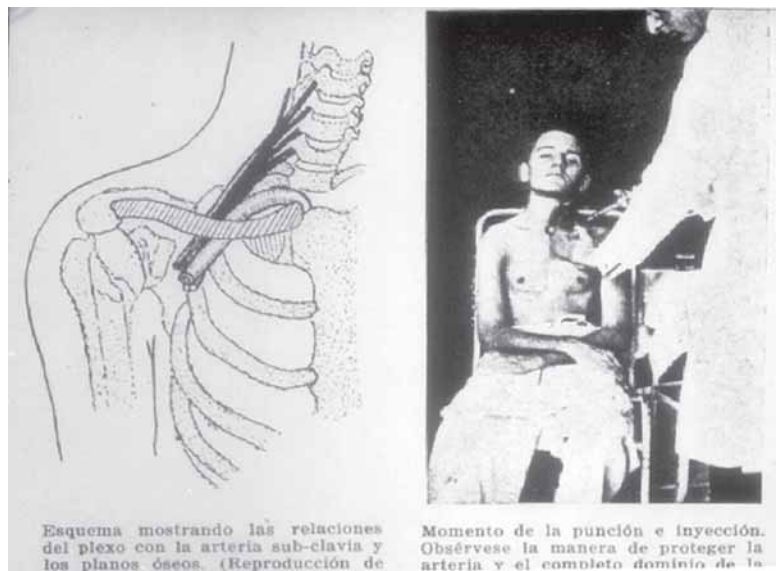 Esquema mostrando las relaciones
del plexo con la arteria sub-clavia y
los planos óseos. (Reproducción de
Momento de la punción e inyección.
Obsérvese la manera de proteger la
arteria y el completo dominio de la